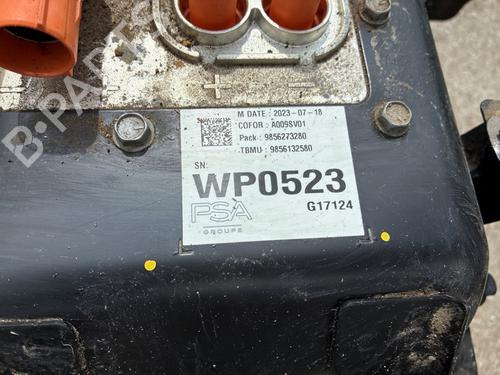 M DATE : 2023-07-18
COFOR : A009SV01
Pack : 9856273280
TBMU : 9856132580
SN:
WP0523
PSA
GROUPE
G17124
B-Parts